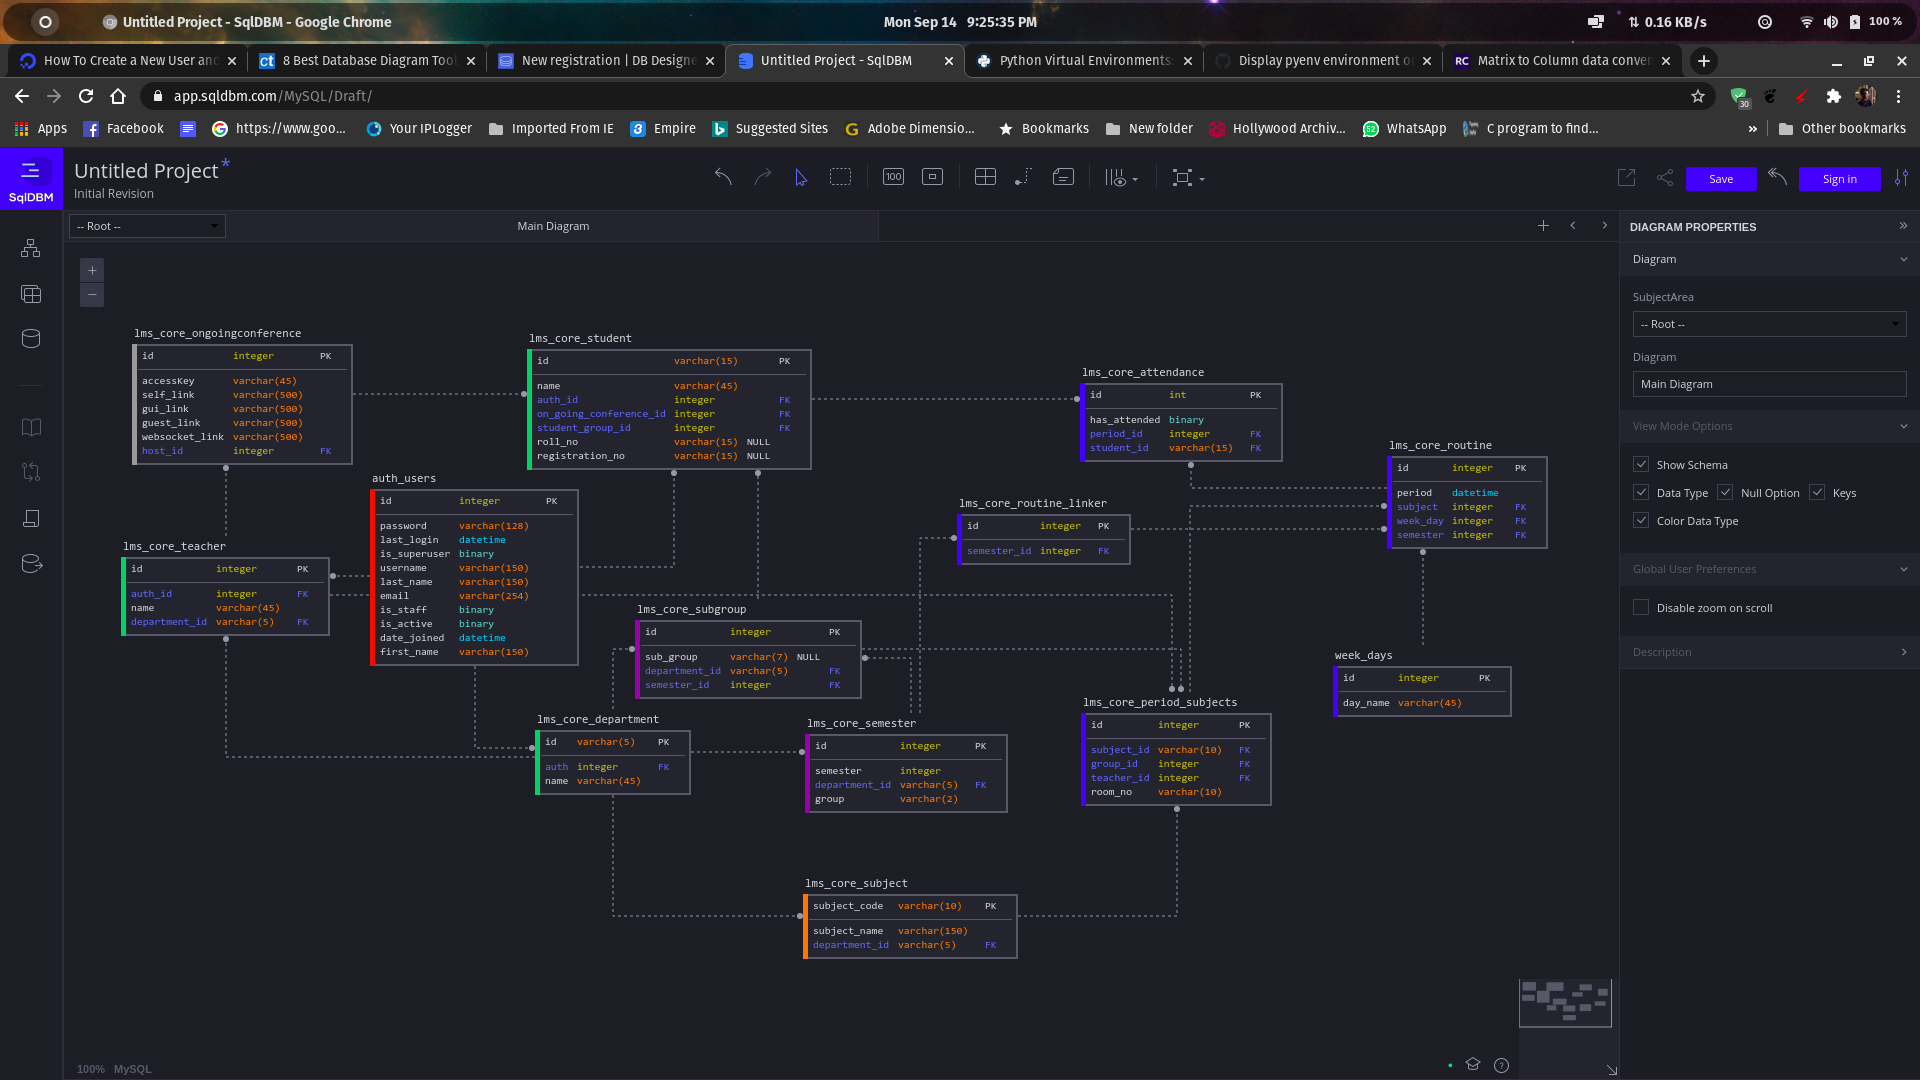 Untitled Project - SqlDBM - Google Chrome
Mon Sep 14 9:25:35 PM
0.16 KB/s
100 %
How To Create a New User and
8 Best Database Diagram Tool
New registration | DB Designe
Untitled Project - SqlDBM
Python Virtual Environments:
Display pyenv environment o
RC Matrix to Column data conver
app.sqldbm.com/MySQL/Draft/
30
Apps
Facebook
https://www.goo...
Your IPLogger
Imported From IE
Empire
Suggested Sites
Adobe Dimensio...
Bookmarks
New folder
Hollywood Archiv...
WhatsApp
C program to find...
»
Other bookmarks
SqlDBM
Untitled Project*
Initial Revision
100
Save
Sign in
-- Root --
Main Diagram
DIAGRAM PROPERTIES
Diagram
SubjectArea
-- Root --
Diagram
Main Diagram
View Mode Options
Show Schema
Data Type
Null Option
Keys
Color Data Type
Global User Preferences
Disable zoom on scroll
Description
lms_core_ongoingconference
id integer PK
accessKey varchar(45)
self_link varchar(500)
gui_link varchar(500)
guest_link varchar(500)
websocket_link varchar(500)
host_id integer FK
lms_core_student
id varchar(15) PK
name varchar(45)
auth_id integer FK
on_going_conference_id integer FK
student_group_id integer FK
roll_no varchar(15) NULL
registration_no varchar(15) NULL
lms_core_attendance
id int PK
has_attended binary
period_id integer FK
student_id varchar(15) FK
lms_core_routine
id integer PK
period datetime
subject integer FK
week_day integer FK
semester integer FK
auth_users
id integer PK
password varchar(128)
last_login datetime
is_superuser binary
username varchar(150)
last_name varchar(150)
email varchar(254)
is_staff binary
is_active binary
date_joined datetime
first_name varchar(150)
lms_core_routine_linker
id integer PK
semester_id integer FK
lms_core_teacher
id integer PK
auth_id integer FK
name varchar(45)
department_id varchar(5) FK
lms_core_subgroup
id integer PK
sub_group varchar(7) NULL
department_id varchar(5) FK
semester_id integer FK
week_days
id integer PK
day_name varchar(45)
lms_core_department
id varchar(5) PK
auth integer FK
name varchar(45)
lms_core_semester
id integer PK
semester integer
department_id varchar(5) FK
group varchar(2)
lms_core_period_subjects
id integer PK
subject_id varchar(10) FK
group_id integer FK
teacher_id integer FK
room_no varchar(10)
lms_core_subject
subject_code varchar(10) PK
subject_name varchar(150)
department_id varchar(5) FK
100% MySQL